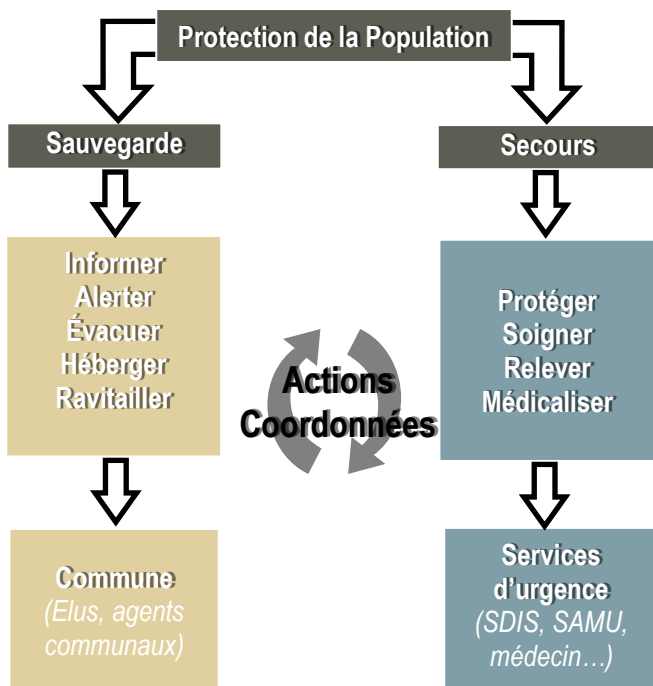 Protection de la Population
Sauvegarde
Informer
Alerter
Évacuer
Héberger
Ravitailler
Commune
(Elus, agents
communaux)
Actions
Coordonnées
Secours
Protéger
Soigner
Relever
Médicaliser
Services
d'urgence
(SDIS, SAMU,
médecin…)